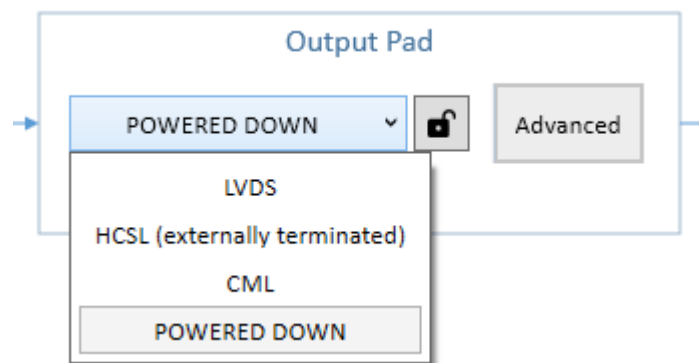 Output Pad
POWERED DOWN
Advanced
LVDS
HCSL (externally terminated)
CML
POWERED DOWN